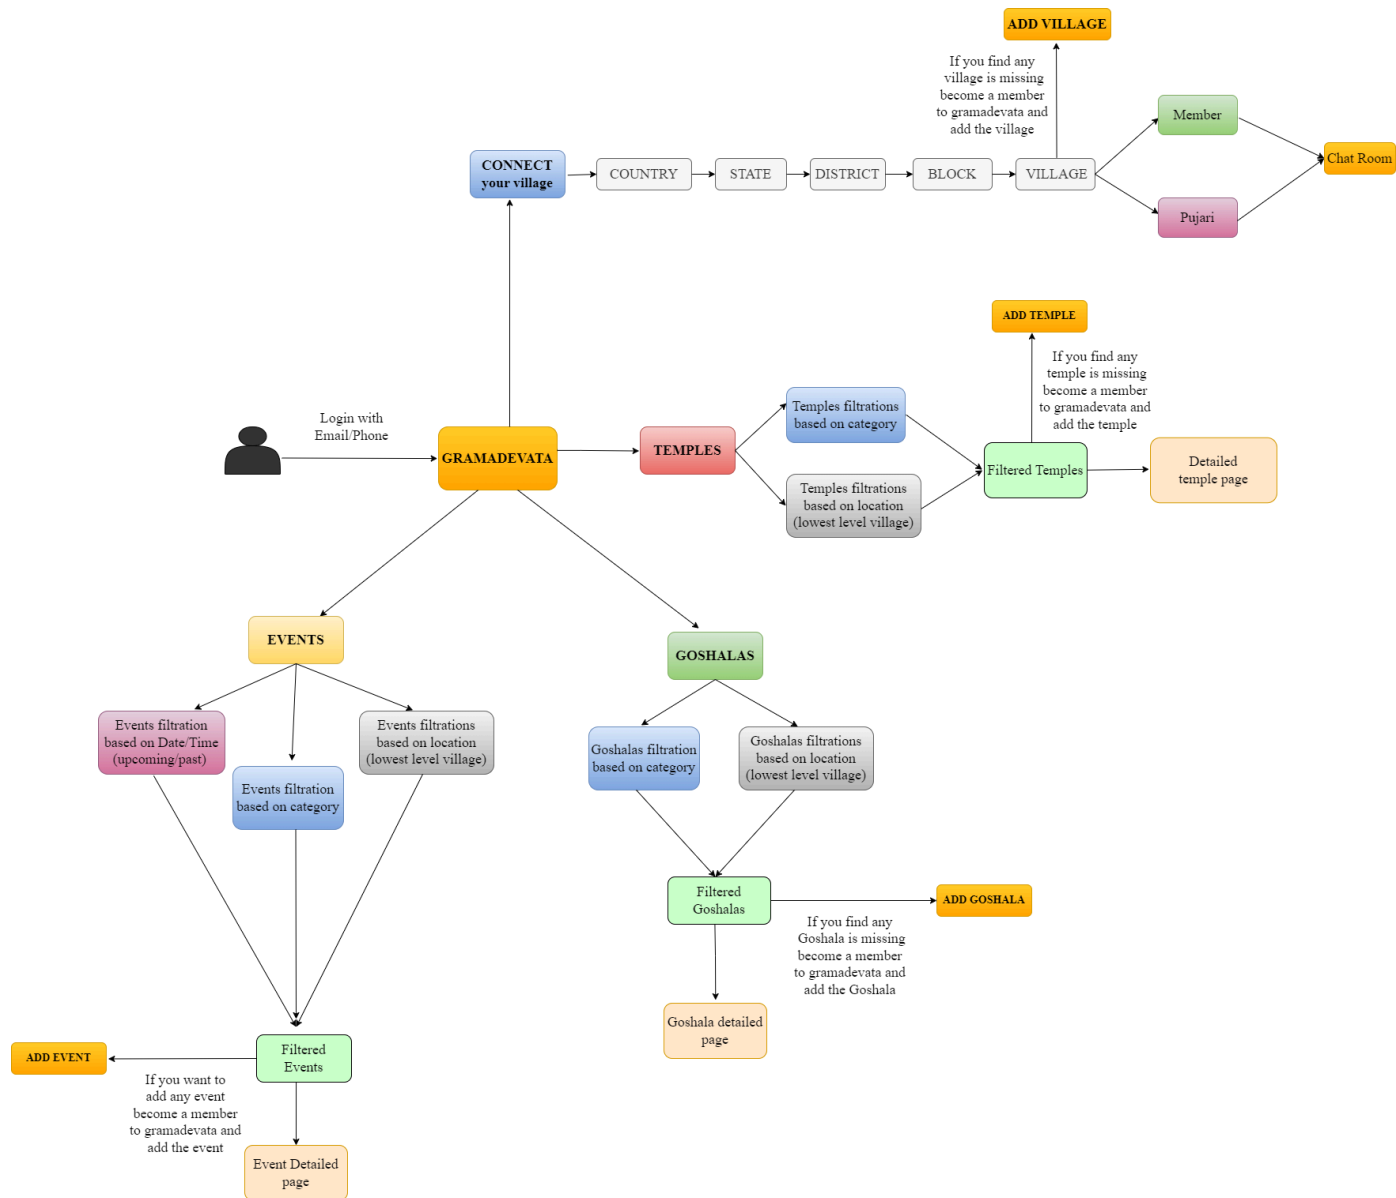 ADD VILLAGE
If you find any
village is missing
become a member
to gramadevata and
add the village
Member
Chat Room
CONNECT
your village
COUNTRY
STATE
DISTRICT
BLOCK
VILLAGE
Pujari
ADD TEMPLE
If you find any
temple is missing
become a member
to gramadevata and
add the temple
Login with
Email/Phone
GRAMADEVATA
TEMPLES
Temples filtrations
based on category
Temples filtrations
based on location
(lowest level village)
Filtered Temples
Detailed
temple page
EVENTS
Events filtration
based on Date/Time
(upcoming/past)
Events filtration
based on category
Events filtrations
based on location
(lowest level village)
GOSHALAS
Goshalas filtration
based on category
Goshalas filtrations
based on location
(lowest level village)
Filtered
Goshalas
ADD GOSHALA
If you find any
Goshala is missing
become a member
to gramadevata and
add the Goshala
Goshala detailed
page
Filtered
Events
ADD EVENT
If you want to
add any event
become a member
to gramadevata and
add the event
Event Detailed
page